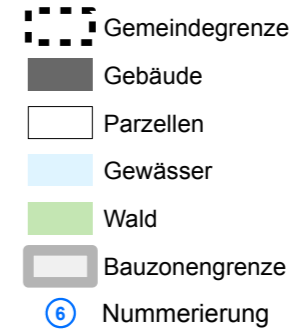 Gemeindegrenze
Gebäude
Parzellen
Gewässer
Wald
Bauzonengrenze
6 Nummerierung